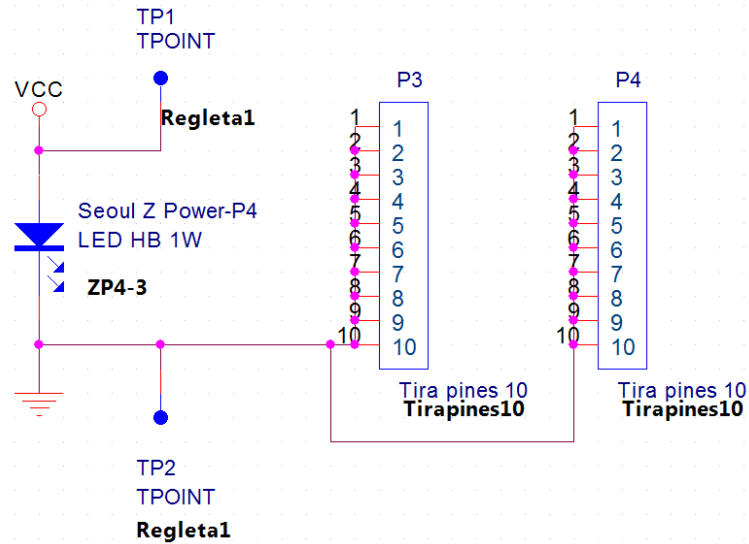 TP1
TPOINT
Regleta1
VCC
Seoul Z Power-P4
LED HB 1W
ZP4-3
TP2
TPOINT
Regleta1
P3
1 1
2 2
3 3
4 4
5 5
6 6
7 7
8 8
9 9
10 10
Tira pines 10
Tirapines10
P4
1 1
2 2
3 3
4 4
5 5
6 6
7 7
8 8
9 9
10 10
Tira pines 10
Tirapines10